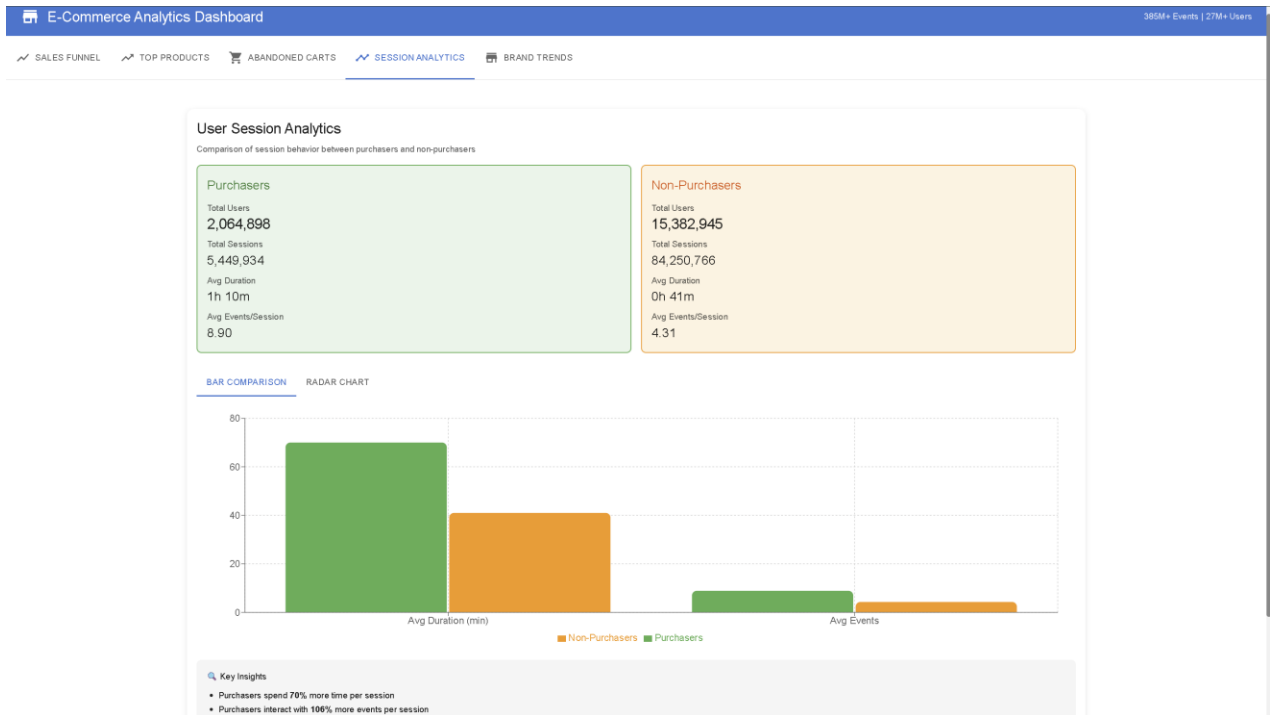 E-Commerce Analytics Dashboard
385M+ Events | 27M+ Users
SALES FUNNEL
TOP PRODUCTS
ABANDONED CARTS
SESSION ANALYTICS
BRAND TRENDS
User Session Analytics
Comparison of session behavior between purchasers and non-purchasers
Purchasers
Total Users
2,064,898
Total Sessions
5,449,934
Avg Duration
1h 10m
Avg Events/Session
8.90
Non-Purchasers
Total Users
15,382,945
Total Sessions
84,250,766
Avg Duration
0h 41m
Avg Events/Session
4.31
BAR COMPARISON
RADAR CHART
80
60
40
20
0
Avg Duration (min)
Avg Events
Non-Purchasers
Purchasers
Key Insights
• Purchasers spend 70% more time per session
• Purchasers interact with 106% more events per session